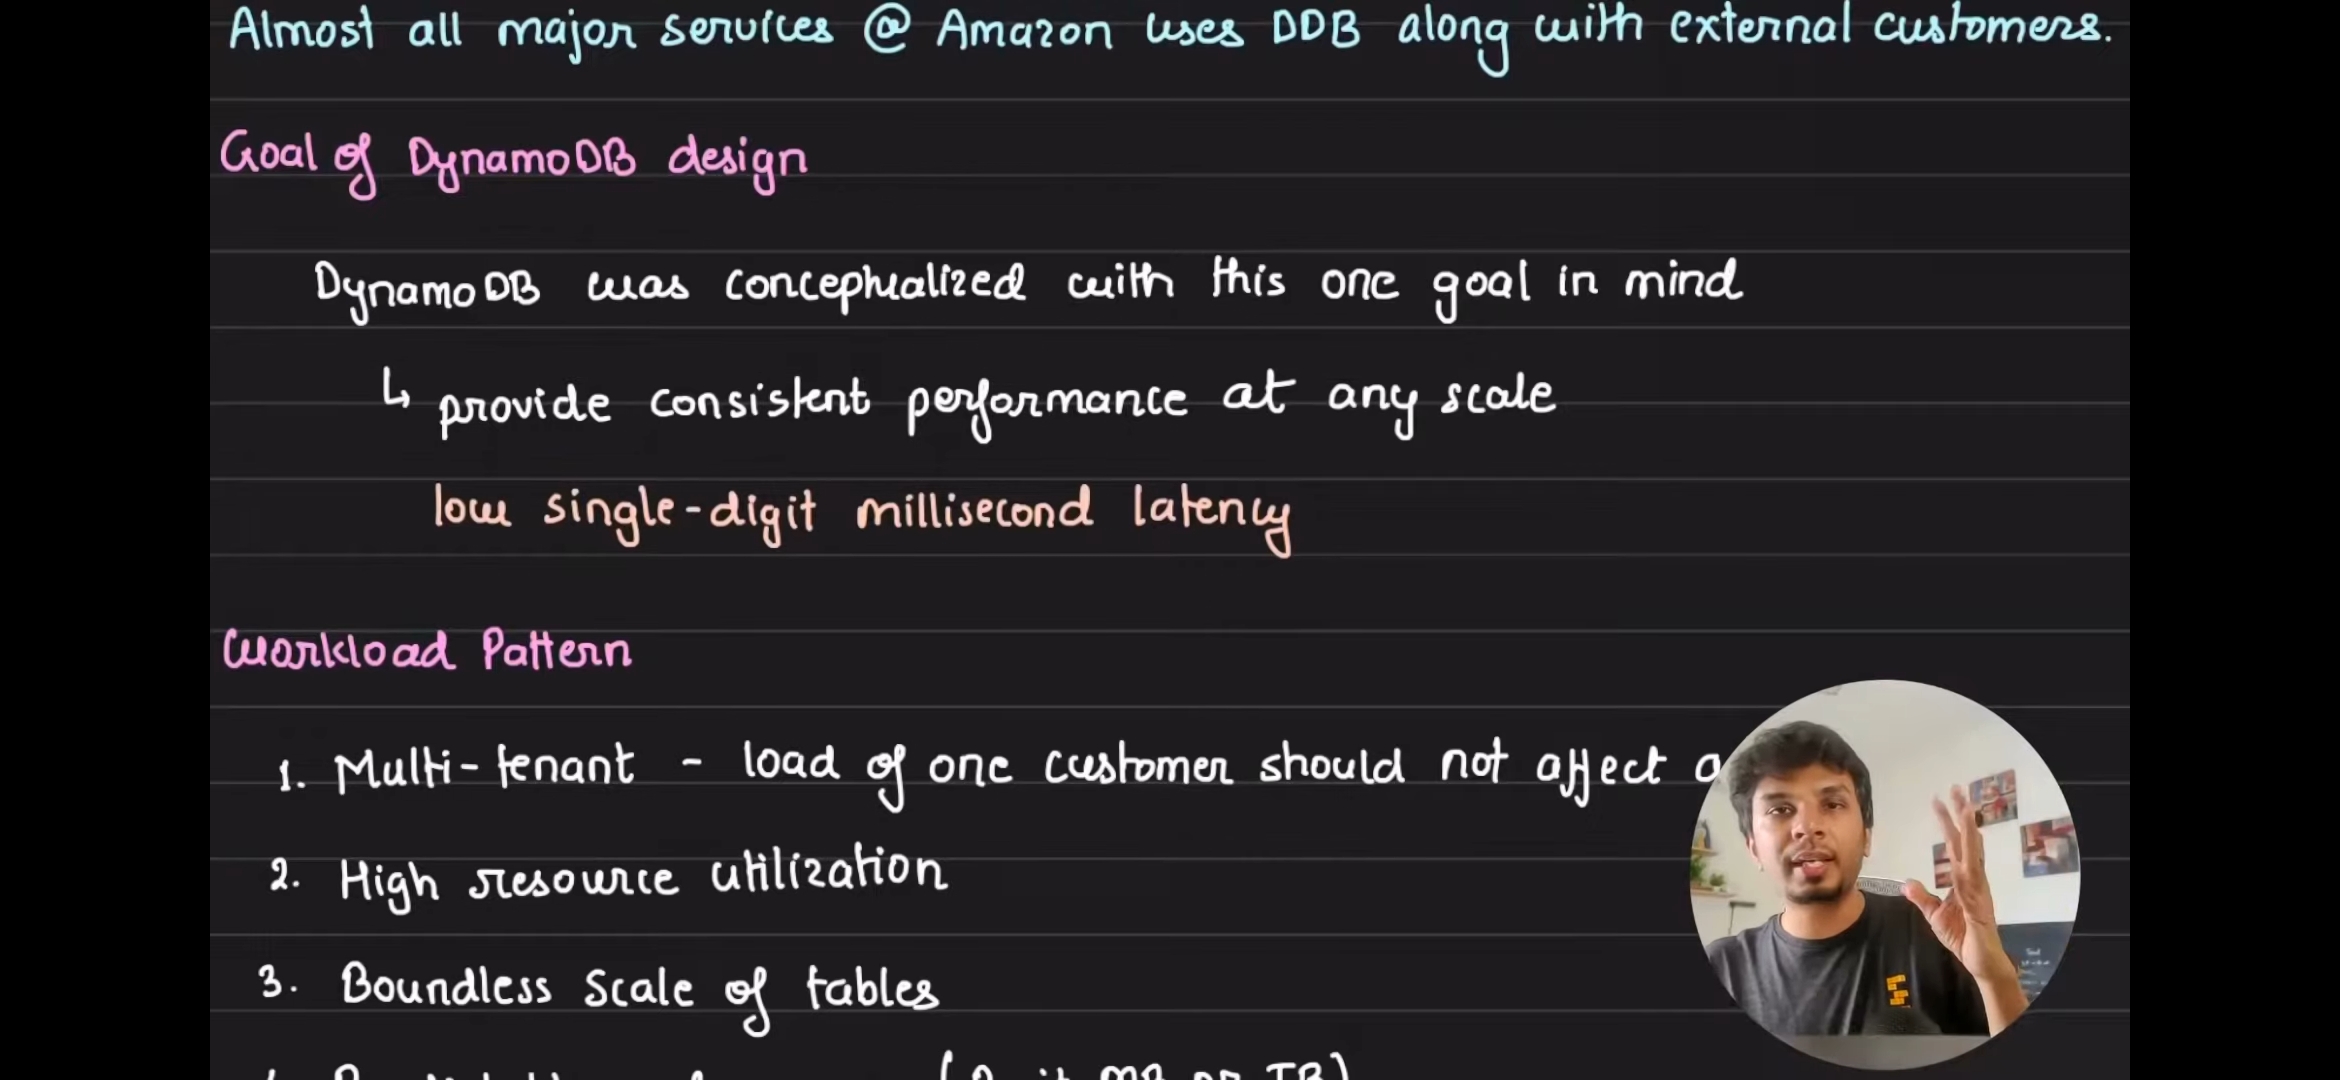 Almost all major services @ Amazon uses DDB along with external customers.
Goal of DynamoDB design
DynamoDB was conceptualized with this one goal in mind
↳ provide consistent performance at any scale
low single-digit millisecond latency
Workload Pattern
1. Multi-tenant - load of one customer should not affect a
2. High resource utilization
3. Boundless scale of tables